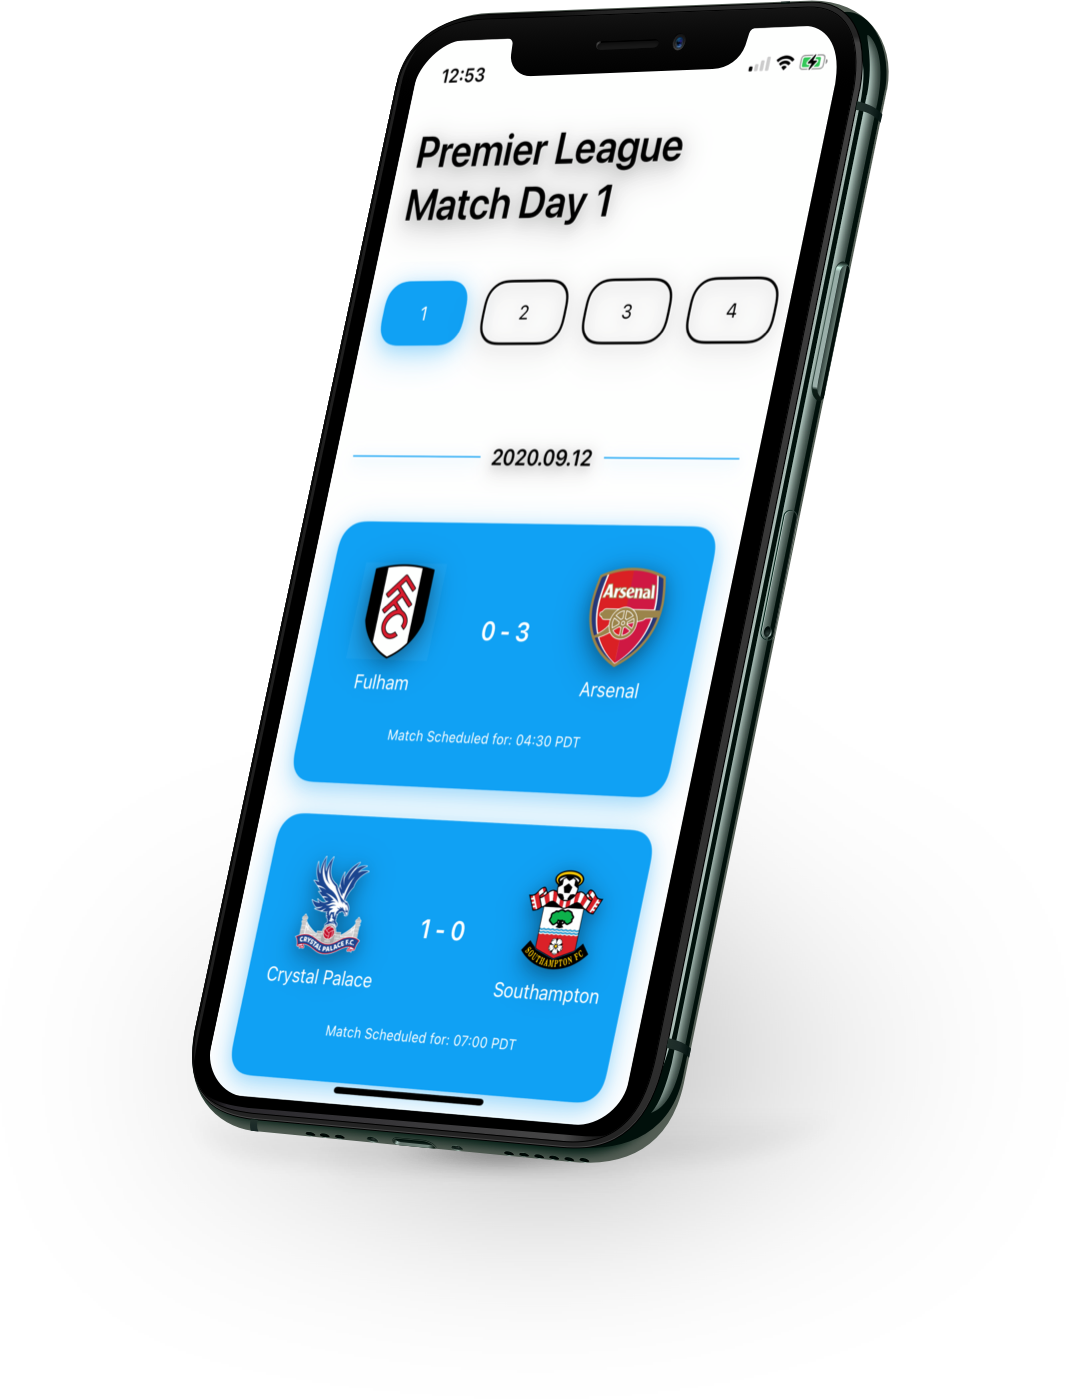 12:53
Premier League
Match Day 1
1 2 3 4
2020.09.12
FFC
Arsenal
0 - 3
Fulham
Arsenal
Match Scheduled for: 04:30 PDT
CRYSTAL PALACE F.C.
SOUTHAMPTON FC
1 - 0
Crystal Palace
Southampton
Match Scheduled for: 07:00 PDT